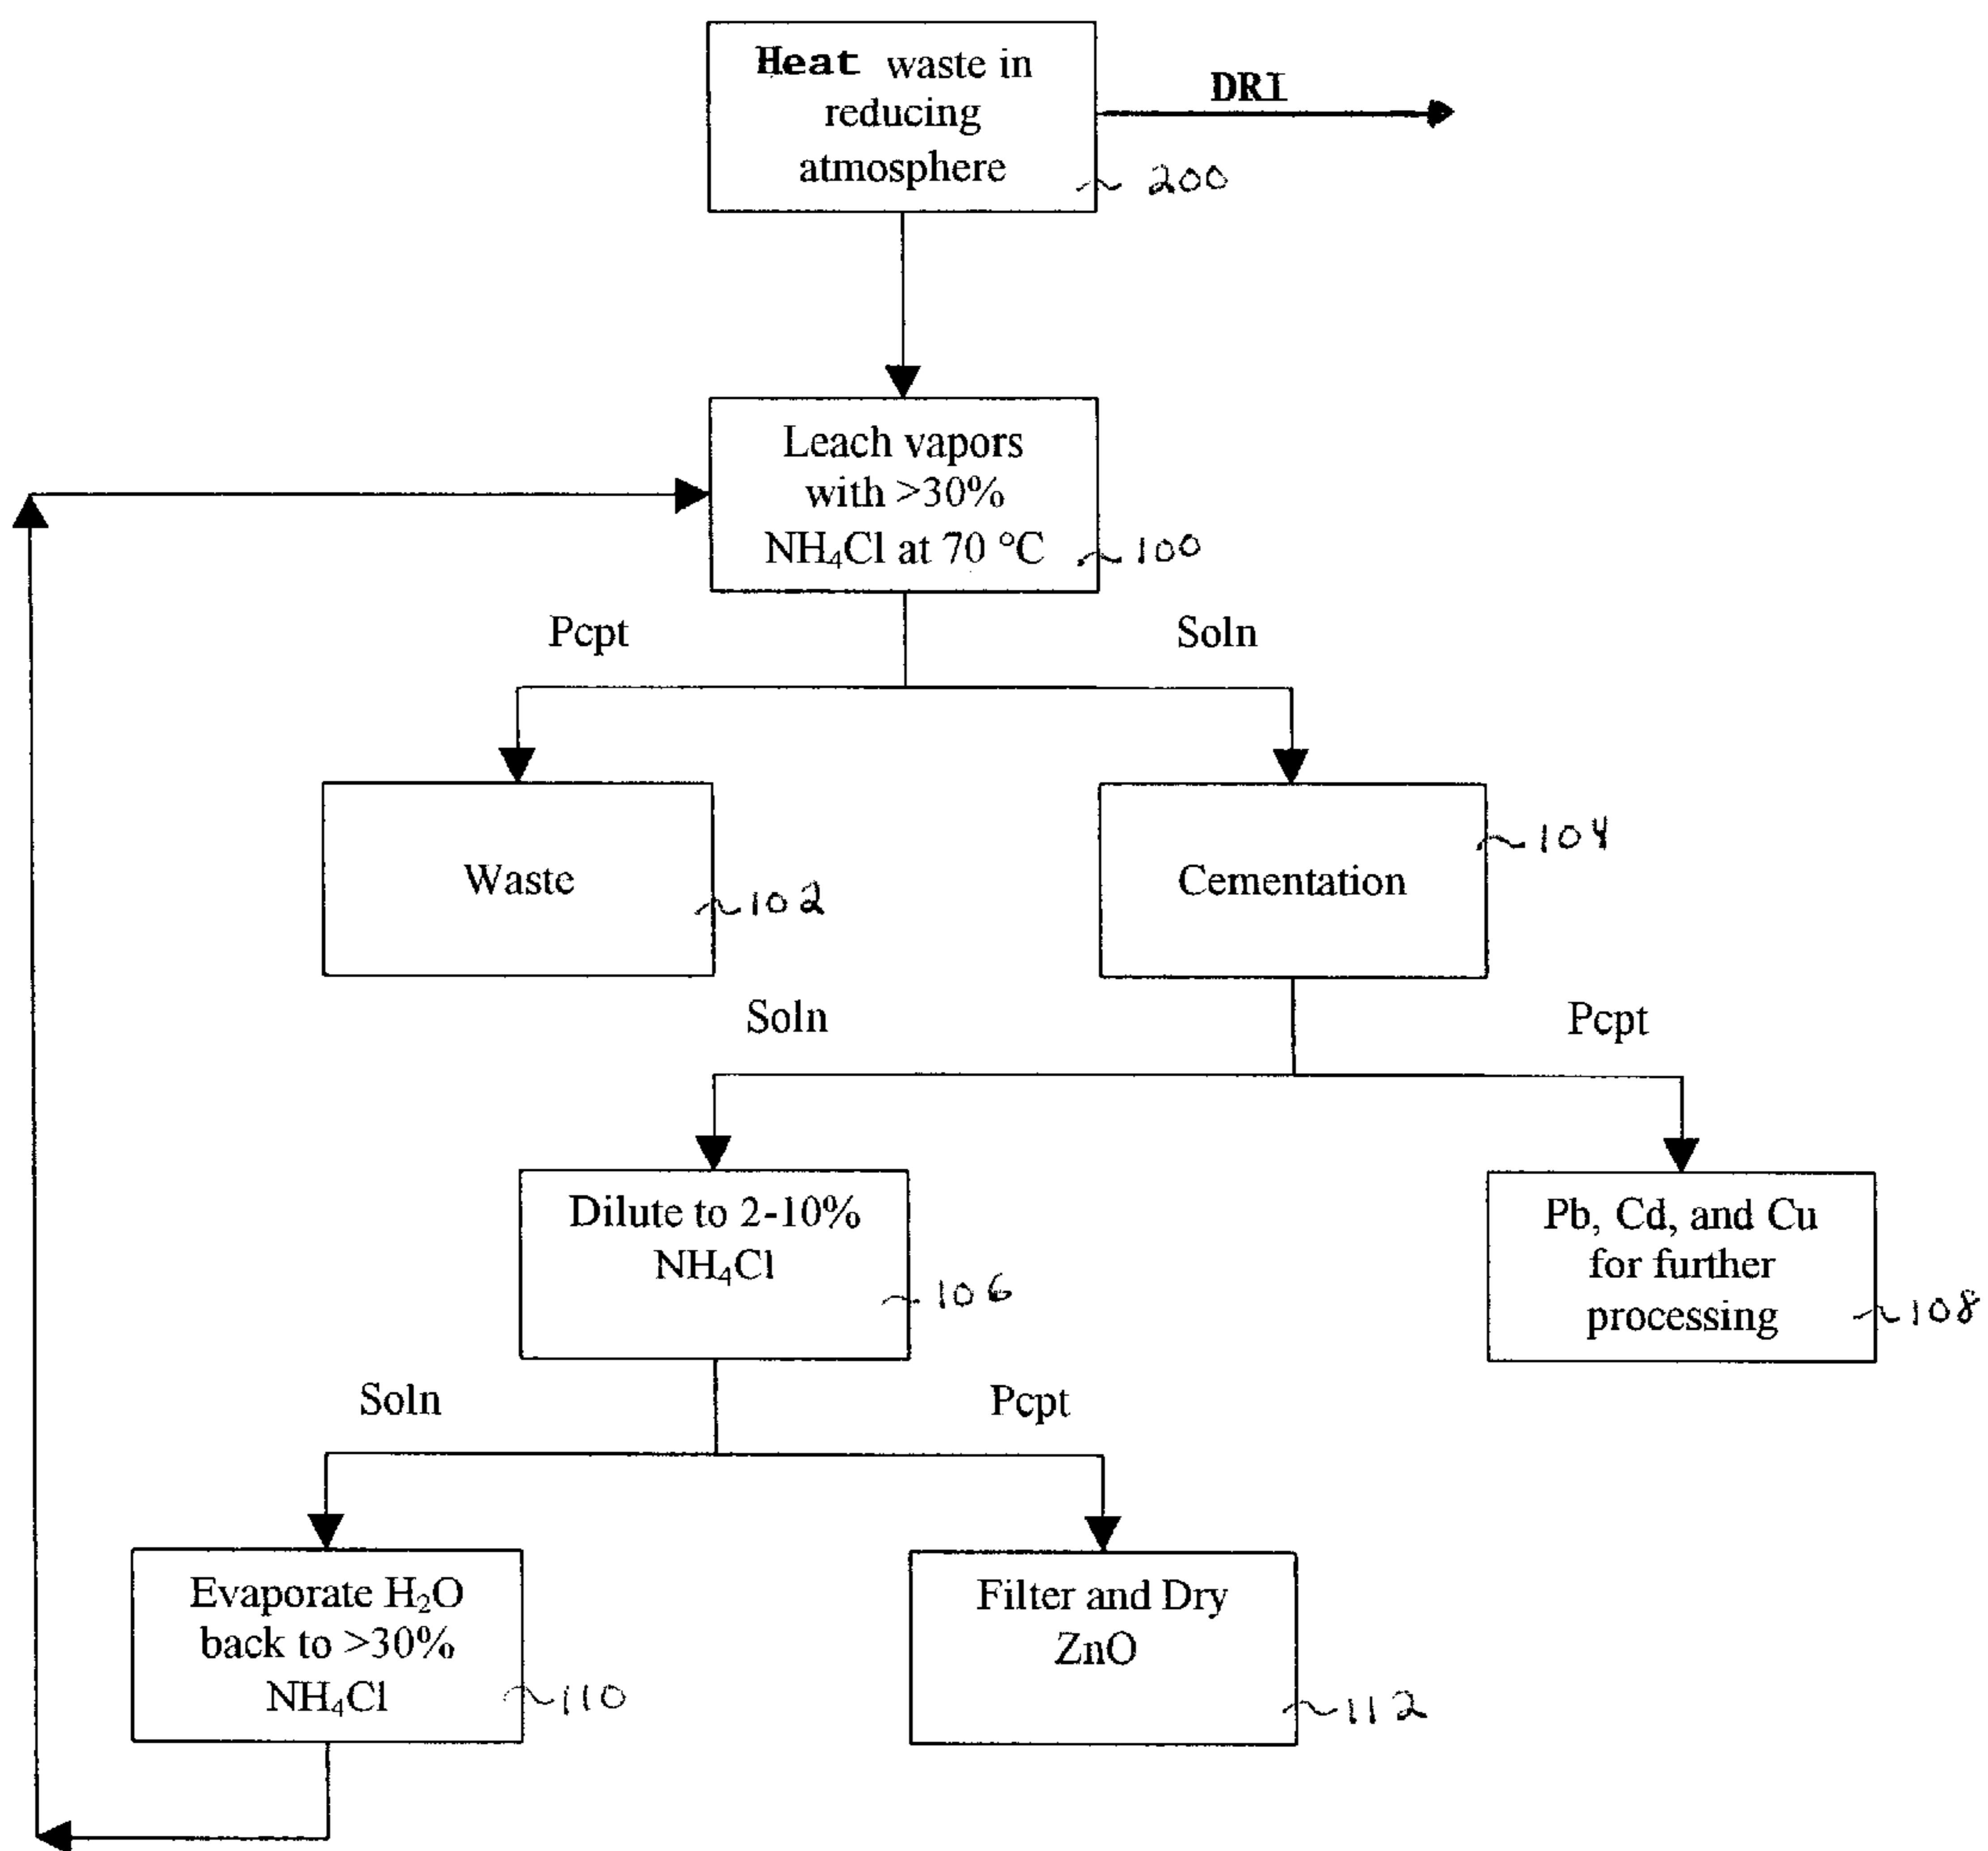 Heat waste in
reducing
atmosphere
200
DRI
Leach vapors
with >30%
NH₄Cl at 70 °C
100
Pcpt
Soln
Waste
102
Cementation
104
Soln
Pcpt
Dilute to 2-10%
NH₄Cl
106
Pb, Cd, and Cu
for further
processing
108
Soln
Pcpt
Evaporate H₂O
back to >30%
NH₄Cl
110
Filter and Dry
ZnO
112